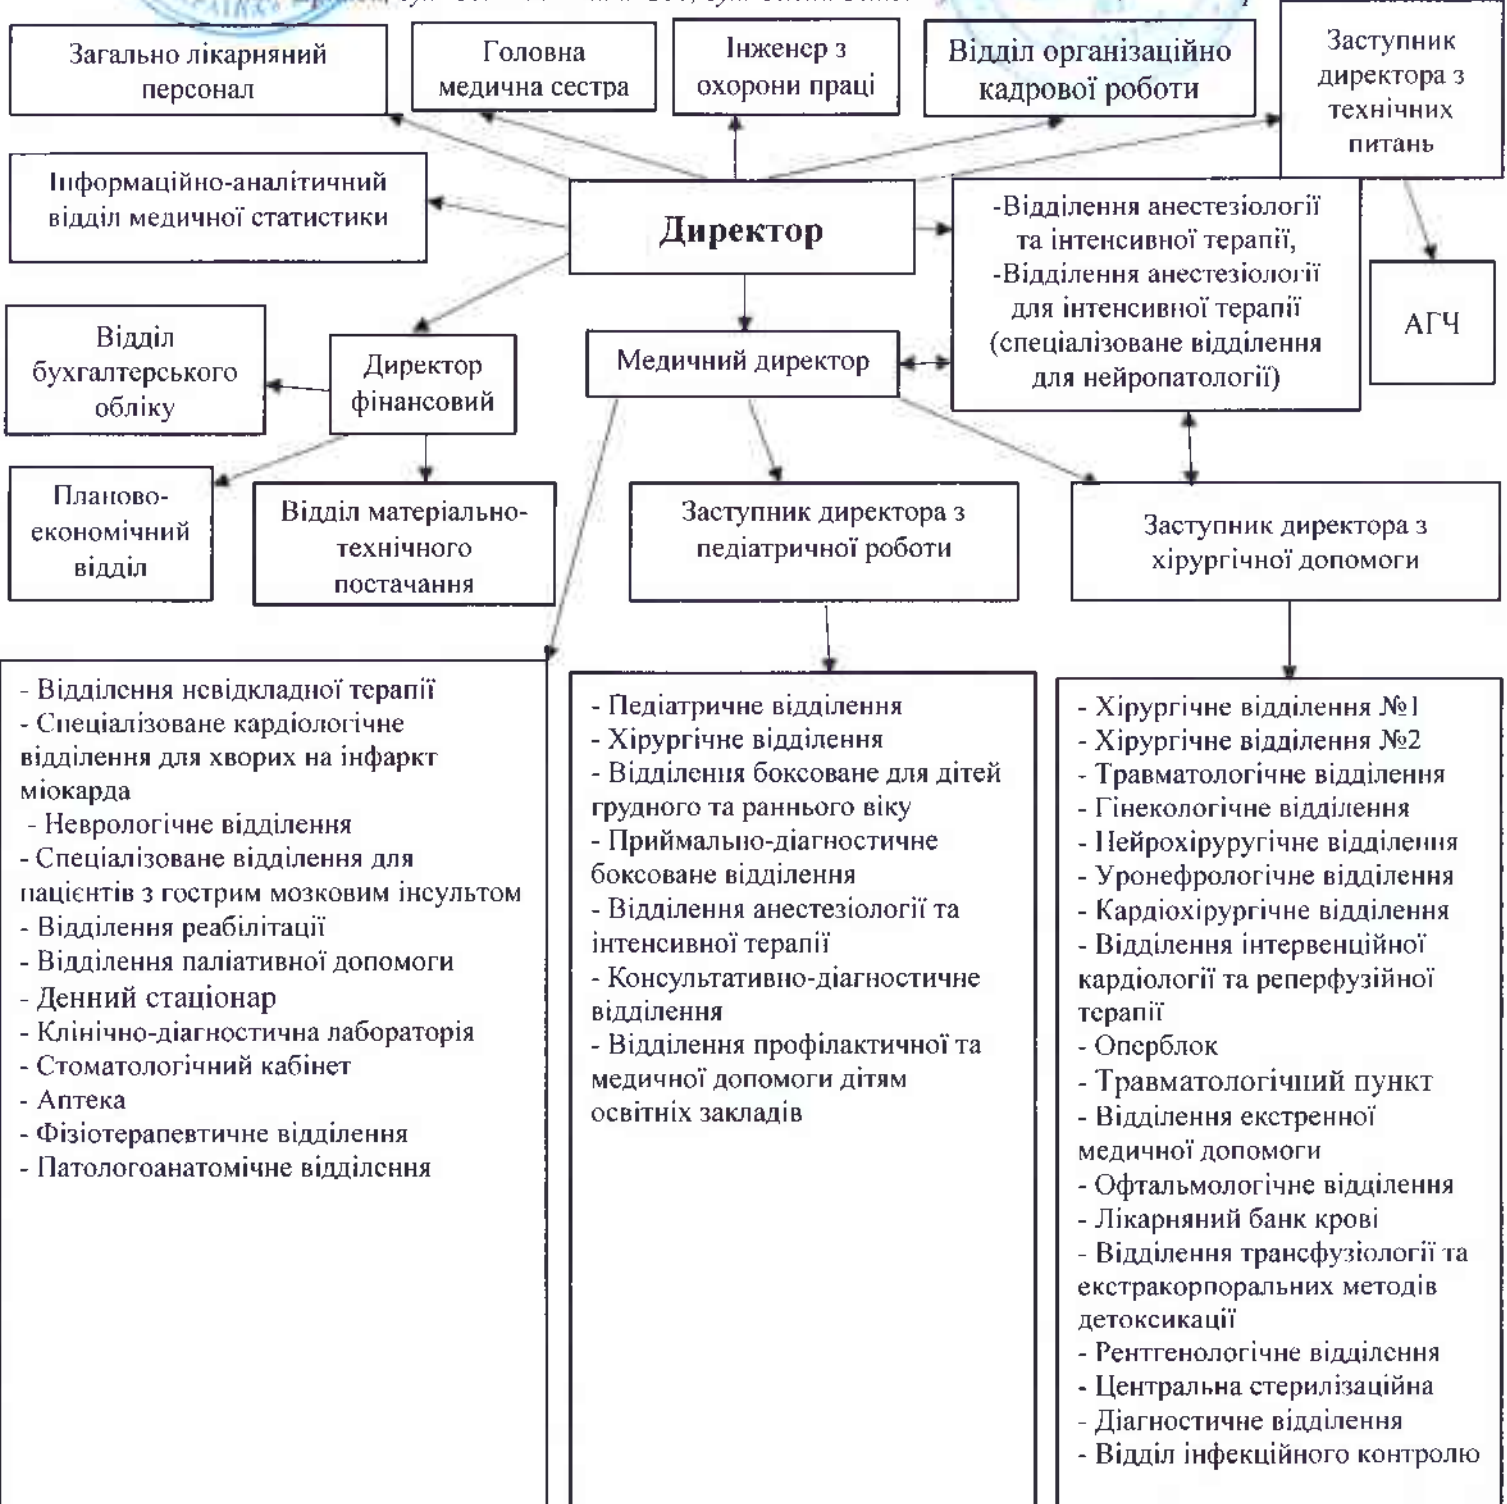 Загально лікарняний
персонал
Головна
медична сестра
Інженер з
охорони праці
Відділ організаційно
кадрової роботи
Заступник
директора з
технічних
питань
Інформаційно-аналітичний
відділ медичної статистики
Директор
-Відділення анестезіології
та інтенсивної терапії,
-Відділення анестезіології
для інтенсивної терапії
(спеціалізоване відділення
для нейропатології)
АГЧ
Відділ
бухгалтерського
обліку
Директор
фінансовий
Медичний директор
Планово-
економічний
відділ
Відділ матеріально-
технічного
постачання
Заступник директора з
педіатричної роботи
Заступник директора з
хірургічної допомоги
- Відділення невідкладної терапії
- Спеціалізоване кардіологічне
відділення для хворих на інфаркт
міокарда
- Неврологічне відділення
- Спеціалізоване відділення для
пацієнтів з гострим мозковим інсультом
- Відділення реабілітації
- Відділення паліативної допомоги
- Денний стаціонар
- Клінічно-діагностична лабораторія
- Стоматологічний кабінет
- Аптека
- Фізіотерапевтичне відділення
- Патологоанатомічне відділення
- Педіатричне відділення
- Хірургічне відділення
- Відділення боксоване для дітей
грудного та раннього віку
- Приймально-діагностичне
боксоване відділення
- Відділення анестезіології та
інтенсивної терапії
- Консультативно-діагностичне
відділення
- Відділення профілактичної та
медичної допомоги дітям
освітніх закладів
- Хірургічне відділення №1
- Хірургічне відділення №2
- Травматологічне відділення
- Гінекологічне відділення
- Нейрохіруругічне відділення
- Уронефрологічне відділення
- Кардіохірургічне відділення
- Відділення інтервенційної
кардіології та реперфузійної
терапії
- Оперблок
- Травматологічний пункт
- Відділення екстренної
медичної допомоги
- Офтальмологічне відділення
- Лікарняний банк крові
- Відділення трансфузіології та
екстракорпоральних методів
детоксикації
- Рентгенологічне відділення
- Центральна стерилізаційна
- Діагностичне відділення
- Відділ інфекційного контролю